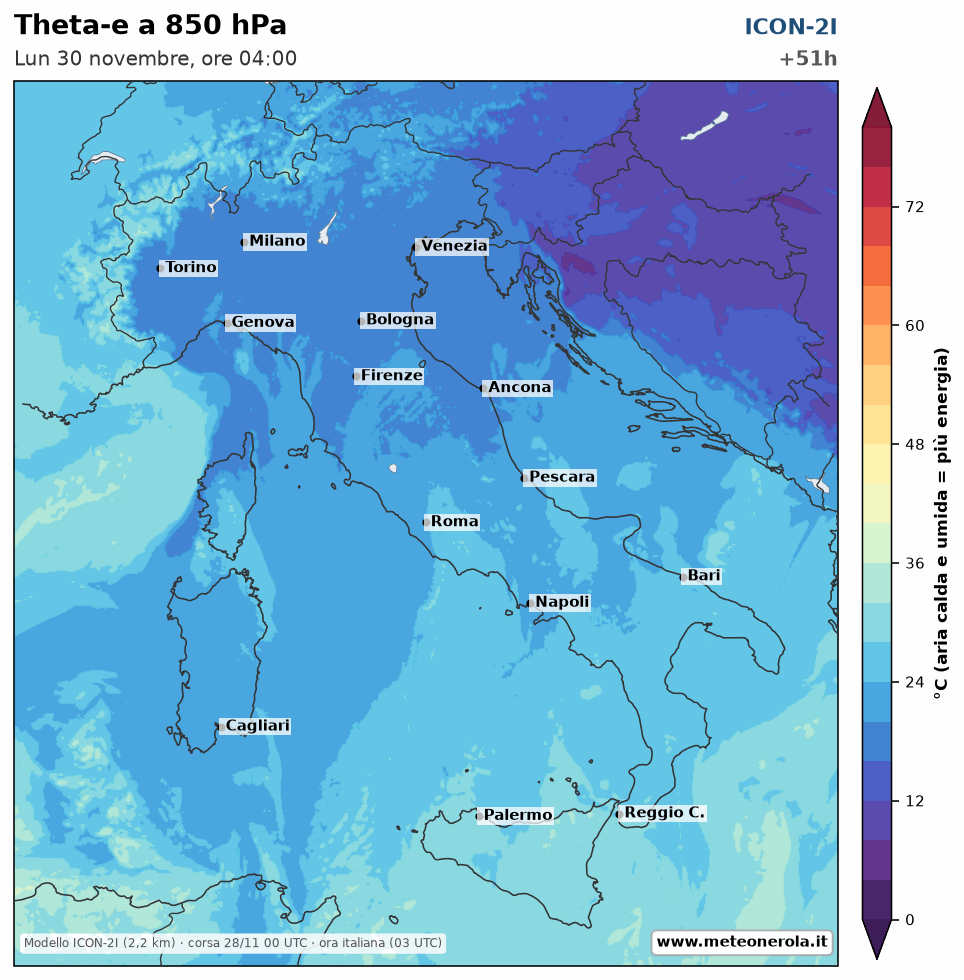 Theta-e a 850 hPa
ICON-2I
Lun 30 novembre, ore 04:00
+51h
Milano
Venezia
Torino
Genova
Bologna
Firenze
Ancona
Pescara
Roma
Bari
Napoli
Cagliari
Palermo
Reggio C.
72
60
48
36
24
12
0
°C (aria calda e umida = più energia)
Modello ICON-2I (2,2 km) · corsa 28/11 00 UTC · ora italiana (03 UTC)
www.meteonerola.it